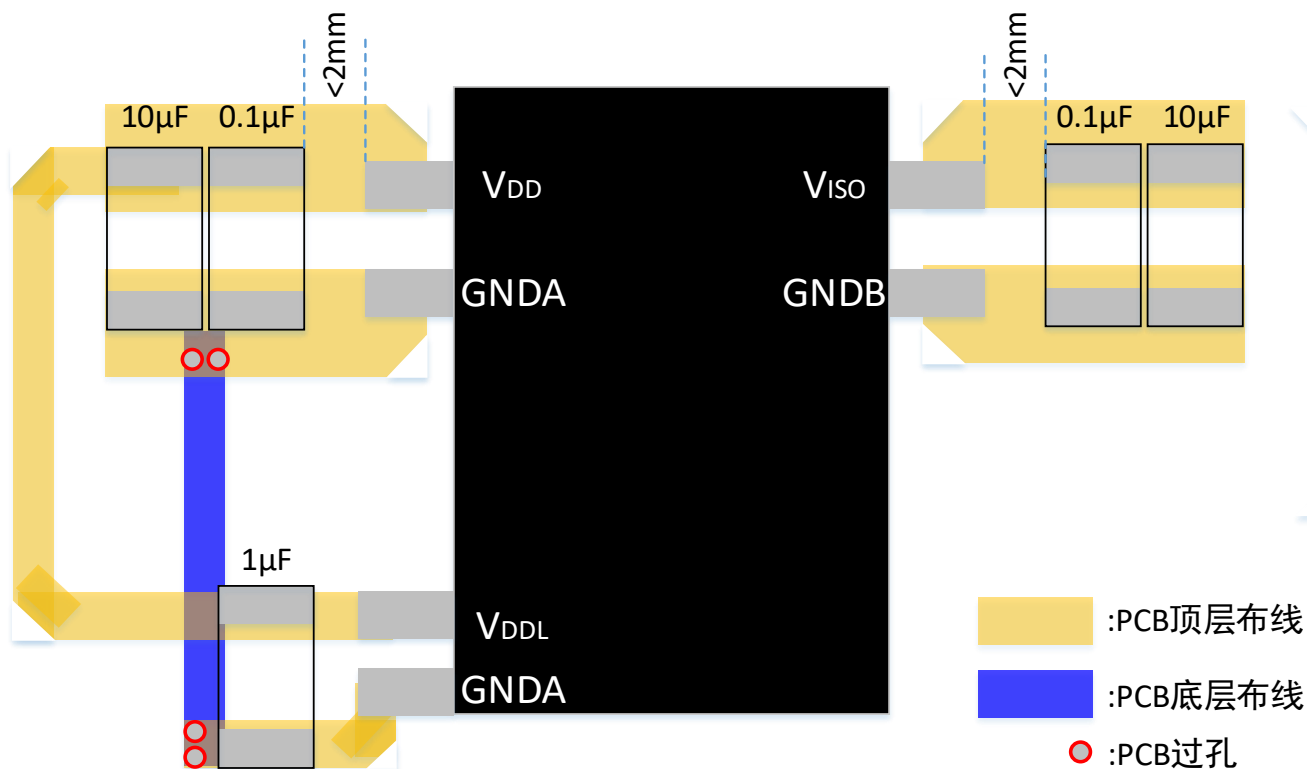 <2mm
<2mm
10µF 0.1µF
0.1µF 10µF
VDD
VISO
GNDA
GNDB
1µF
VDDL
GNDA
:PCB顶层布线
:PCB底层布线
:PCB过孔